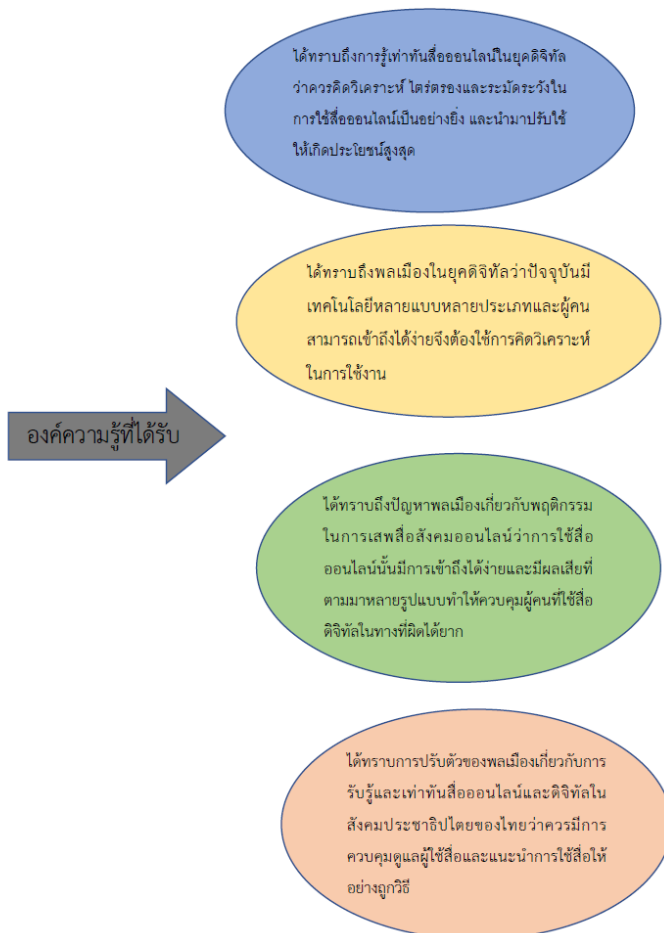 ได้ทราบถึงการรู้เท่าทันสื่อออนไลน์ในยุคดิจิทัล
ว่าควรคิดวิเคราะห์ ไตร่ตรองและระมัดระวังใน
การใช้สื่อออนไลน์เป็นอย่างยิ่ง และนำมาปรับใช้
ให้เกิดประโยชน์สูงสุด
ได้ทราบถึงพลเมืองในยุคดิจิทัลว่าปัจจุบันมี
เทคโนโลยีหลายแบบหลายประเภทและผู้คน
สามารถเข้าถึงได้ง่ายจึงต้องใช้การคิดวิเคราะห์
ในการใช้งาน
องค์ความรู้ที่ได้รับ
ได้ทราบถึงปัญหาพลเมืองเกี่ยวกับพฤติกรรม
ในการเสพสื่อสังคมออนไลน์ว่าการใช้สื่อ
ออนไลน์นั้นมีการเข้าถึงได้ง่ายและมีผลเสียที่
ตามมาหลายรูปแบบทำให้ควบคุมผู้คนที่ใช้สื่อ
ดิจิทัลในทางที่ผิดได้ยาก
ได้ทราบการปรับตัวของพลเมืองเกี่ยวกับการ
รับรู้และเท่าทันสื่อออนไลน์และดิจิทัลใน
สังคมประชาธิปไตยของไทยว่าควรมีการ
ควบคุมดูแลผู้ใช้สื่อและแนะนำการใช้สื่อให้
อย่างถูกวิธี